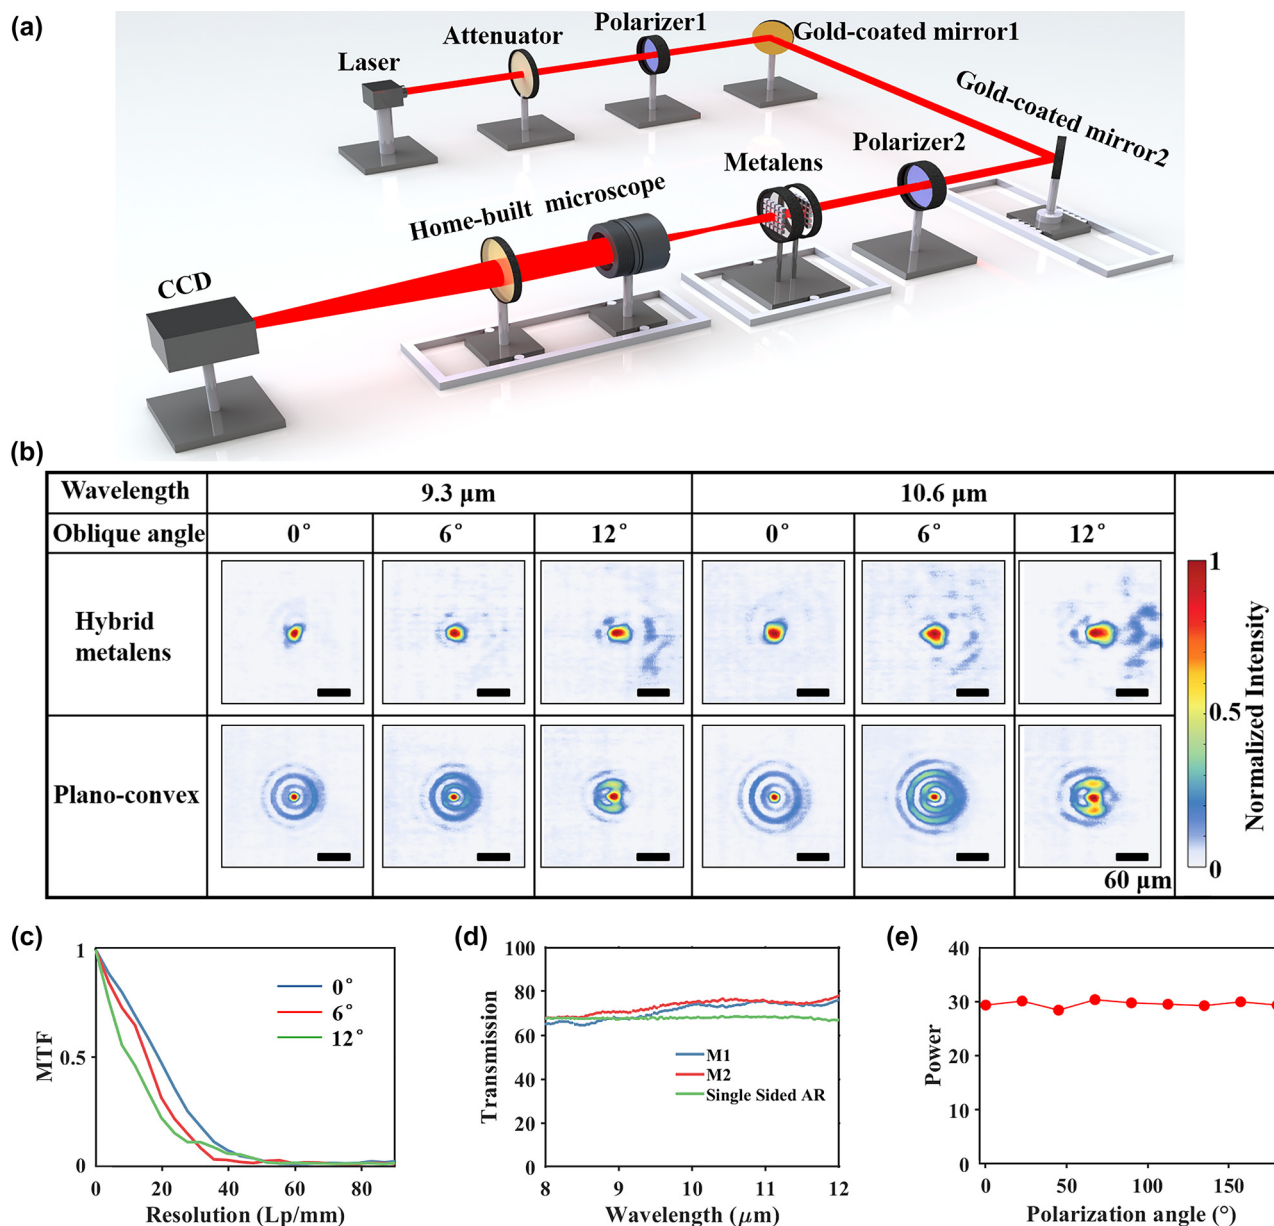 (a)
Laser
Attenuator
Polarizer1
Gold-coated mirror1
Gold-coated mirror2
Polarizer2
Metalens
Home-built microscope
CCD
(b)
Wavelength 9.3 μm 10.6 μm
Oblique angle 0° 6° 12° 0° 6° 12°
Hybrid
metalens
Plano-convex
60 μm
1
0.5
0
Normalized Intensity
(c)
MTF
1
0.5
0
0 20 40 60 80
Resolution (Lp/mm)
0°
6°
12°
(d)
Transmission
100
80
60
40
20
0
8 9 10 11 12
Wavelength (μm)
M1
M2
Single Sided AR
(e)
Power
40
30
20
10
0
0 50 100 150
Polarization angle (°)